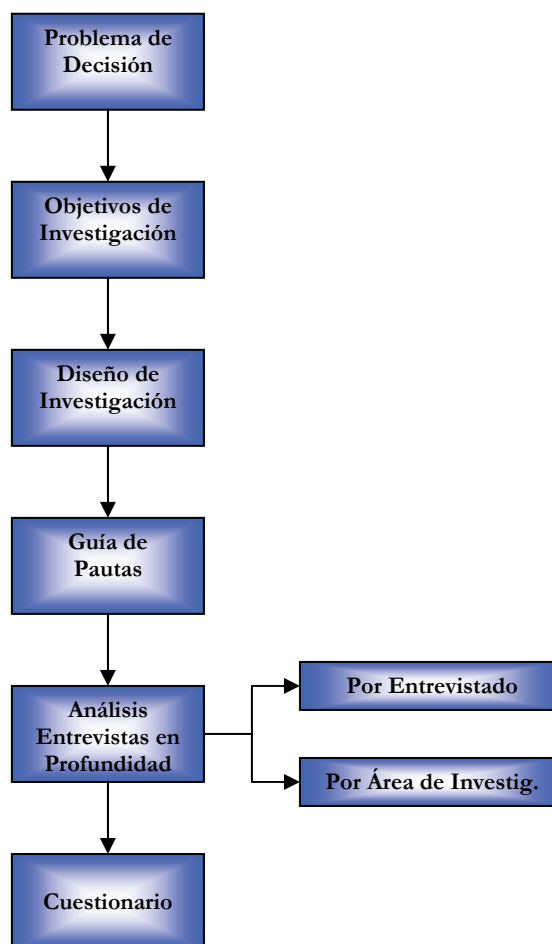 Problema de
Decisión
Objetivos de
Investigación
Diseño de
Investigación
Guía de
Pautas
Análisis
Entrevistas en
Profundidad
Por Entrevistado
Por Área de Investig.
Cuestionario